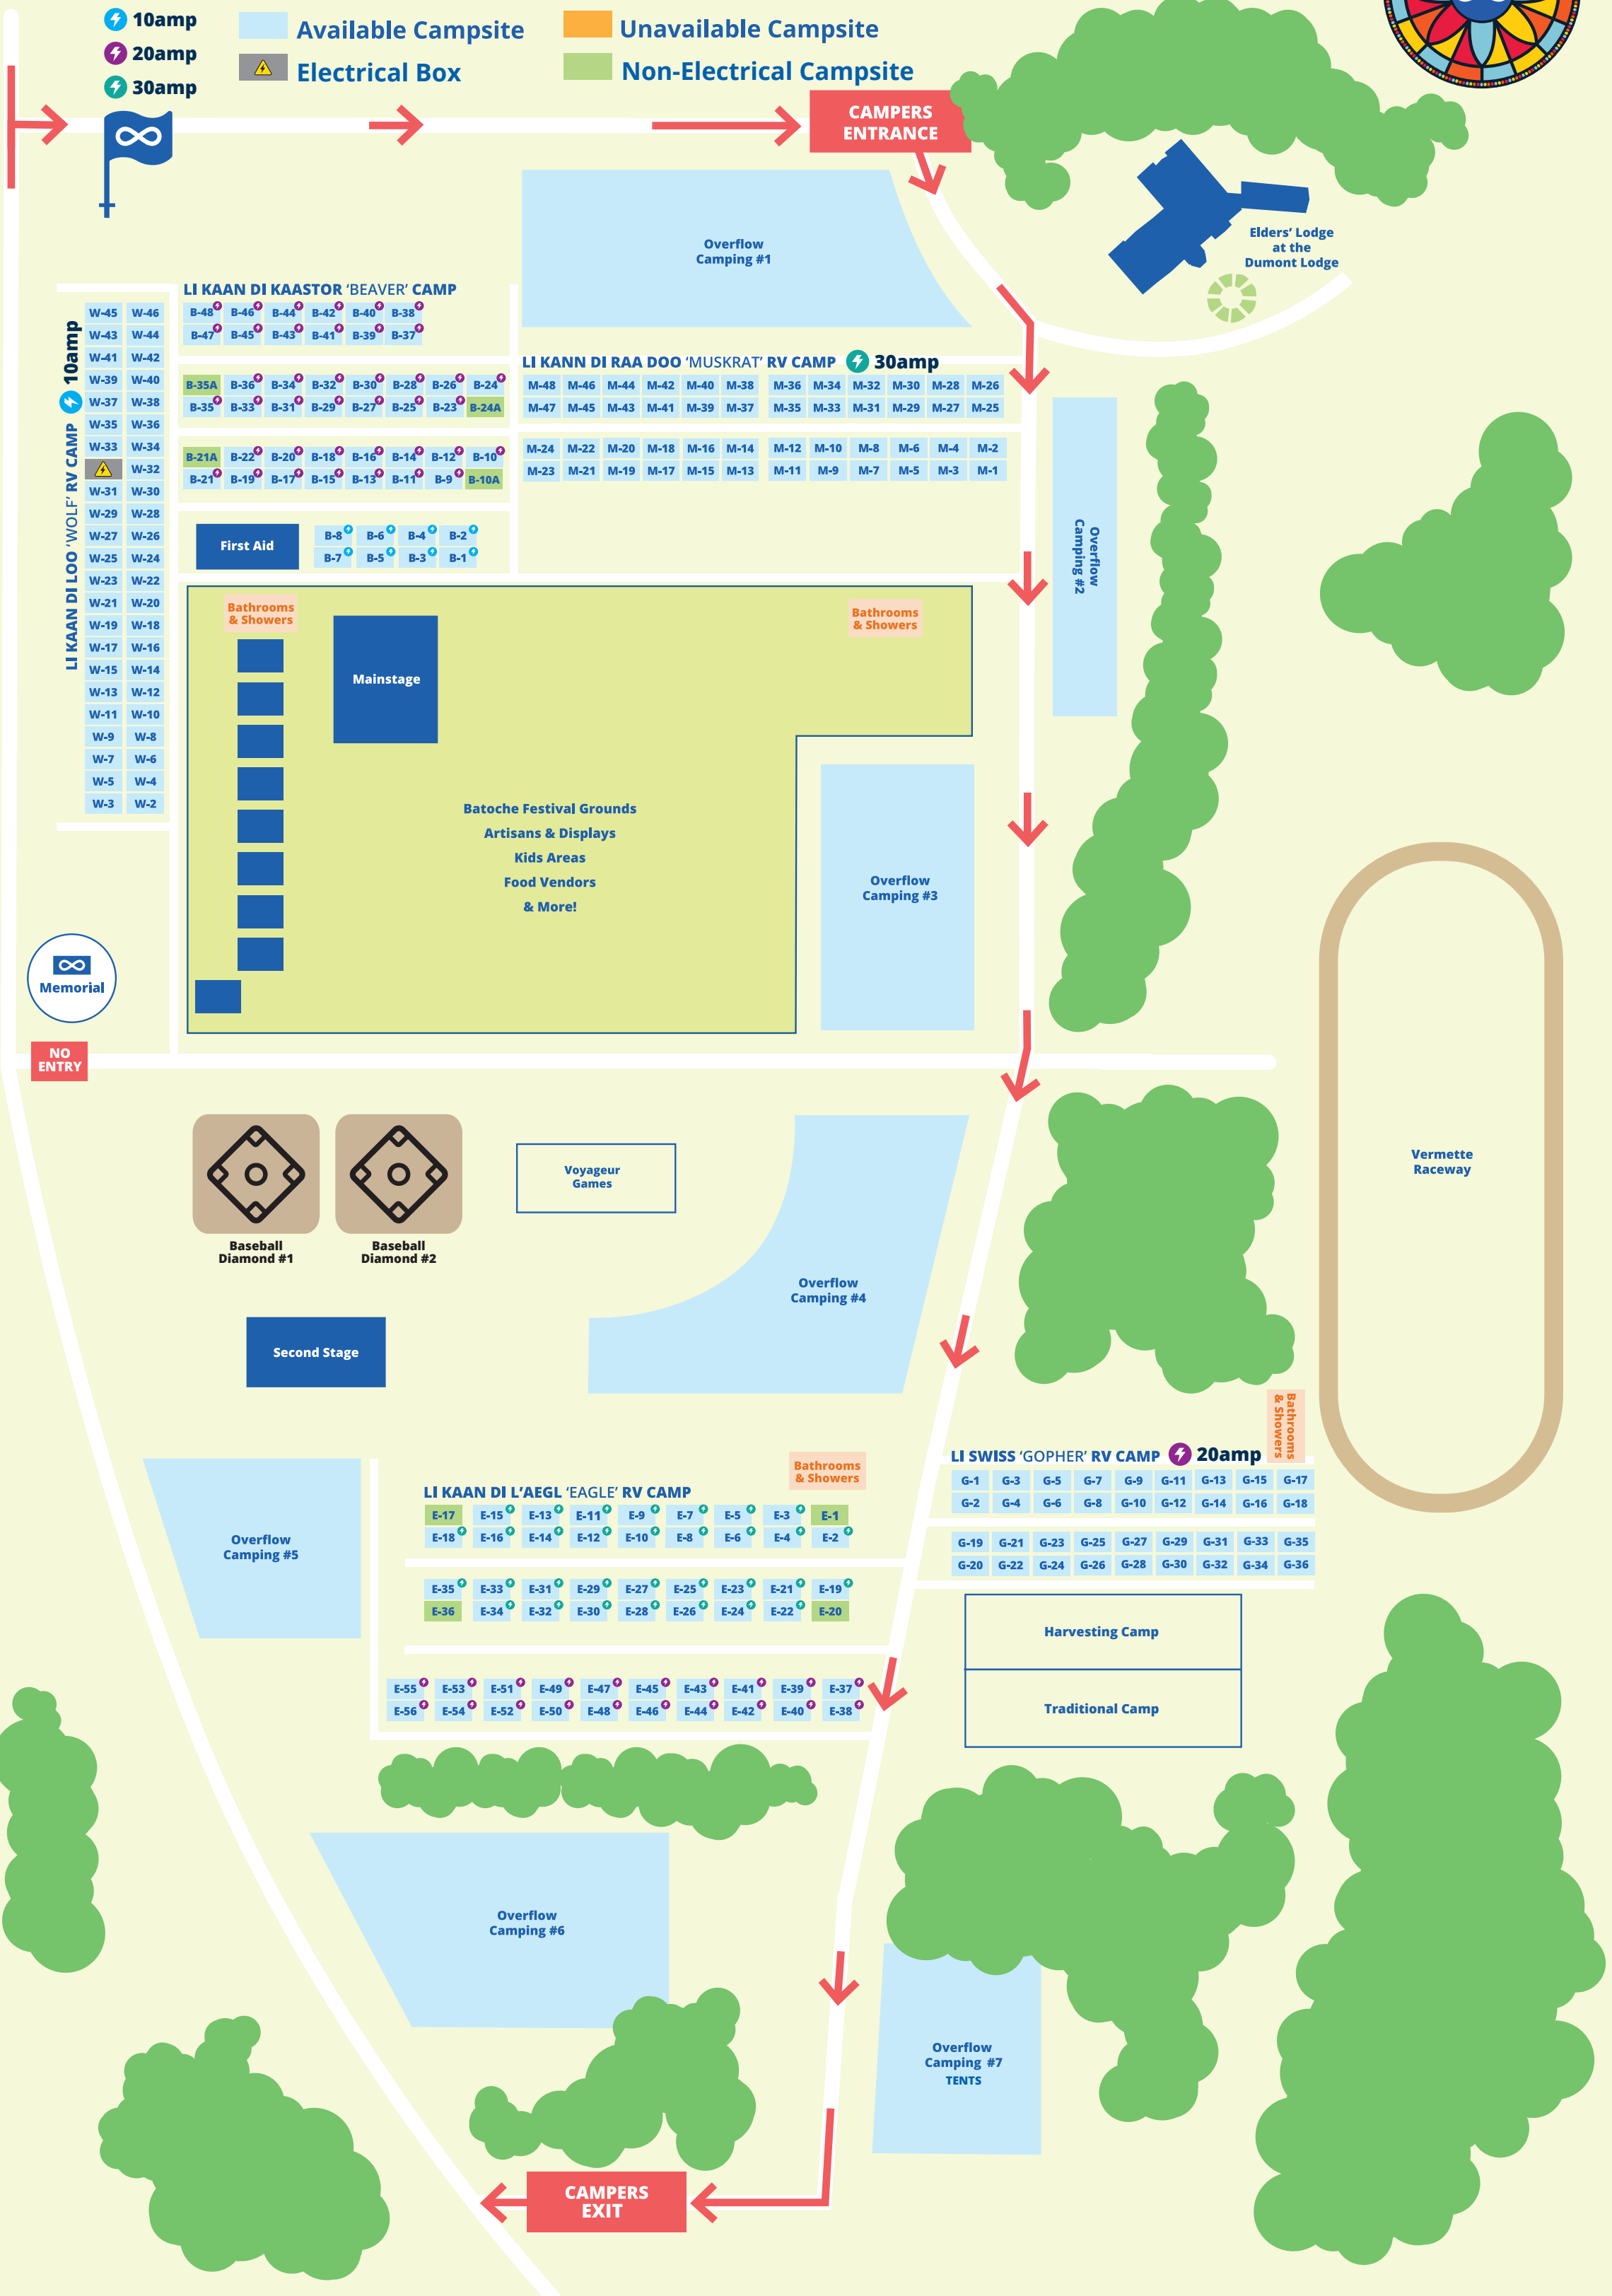 10amp
20amp
30amp
Available Campsite
Electrical Box
Unavailable Campsite
Non-Electrical Campsite
CAMPERS
ENTRANCE
Elders’ Lodge
at the
Dumont Lodge
Overflow
Camping #1
LI KAAN DI KAASTOR ‘BEAVER’ CAMP
B-48 B-46 B-44 B-42 B-40 B-38
B-47 B-45 B-43 B-41 B-39 B-37
B-35A B-36 B-34 B-32 B-30 B-28 B-26 B-24
B-35 B-33 B-31 B-29 B-27 B-25 B-23 B-24A
B-21A B-22 B-20 B-18 B-16 B-14 B-12 B-10
B-21 B-19 B-17 B-15 B-13 B-11 B-9 B-10A
First Aid
B-8 B-6 B-4 B-2
B-7 B-5 B-3 B-1
LI KAAN DI LOO ‘WOLF’ RV CAMP 10amp
W-45 W-46
W-43 W-44
W-41 W-42
W-39 W-40
W-37 W-38
W-35 W-36
W-33 W-34
W-32
W-31 W-30
W-29 W-28
W-27 W-26
W-25 W-24
W-23 W-22
W-21 W-20
W-19 W-18
W-17 W-16
W-15 W-14
W-13 W-12
W-11 W-10
W-9 W-8
W-7 W-6
W-5 W-4
W-3 W-2
LI KANN DI RAA DOO ‘MUSKRAT’ RV CAMP 30amp
M-48 M-46 M-44 M-42 M-40 M-38 M-36 M-34 M-32 M-30 M-28 M-26
M-47 M-45 M-43 M-41 M-39 M-37 M-35 M-33 M-31 M-29 M-27 M-25
M-24 M-22 M-20 M-18 M-16 M-14 M-12 M-10 M-8 M-6 M-4 M-2
M-23 M-21 M-19 M-17 M-15 M-13 M-11 M-9 M-7 M-5 M-3 M-1
Overflow
Camping #2
Bathrooms
& Showers
Mainstage
Bathrooms
& Showers
Batoche Festival Grounds
Artisans & Displays
Kids Areas
Food Vendors
& More!
Overflow
Camping #3
Memorial
NO
ENTRY
Baseball
Diamond #1
Baseball
Diamond #2
Voyageur
Games
Overflow
Camping #4
Vermette
Raceway
Second Stage
Bathrooms
& Showers
LI SWISS ‘GOPHER’ RV CAMP 20amp
G-1 G-3 G-5 G-7 G-9 G-11 G-13 G-15 G-17
G-2 G-4 G-6 G-8 G-10 G-12 G-14 G-16 G-18
G-19 G-21 G-23 G-25 G-27 G-29 G-31 G-33 G-35
G-20 G-22 G-24 G-26 G-28 G-30 G-32 G-34 G-36
Bathrooms
& Showers
LI KAAN DI L’AEGL ‘EAGLE’ RV CAMP
E-17 E-15 E-13 E-11 E-9 E-7 E-5 E-3 E-1
E-18 E-16 E-14 E-12 E-10 E-8 E-6 E-4 E-2
E-35 E-33 E-31 E-29 E-27 E-25 E-23 E-21 E-19
E-36 E-34 E-32 E-30 E-28 E-26 E-24 E-22 E-20
E-55 E-53 E-51 E-49 E-47 E-45 E-43 E-41 E-39 E-37
E-56 E-54 E-52 E-50 E-48 E-46 E-44 E-42 E-40 E-38
Overflow
Camping #5
Harvesting Camp
Traditional Camp
Overflow
Camping #6
Overflow
Camping #7
TENTS
CAMPERS
EXIT